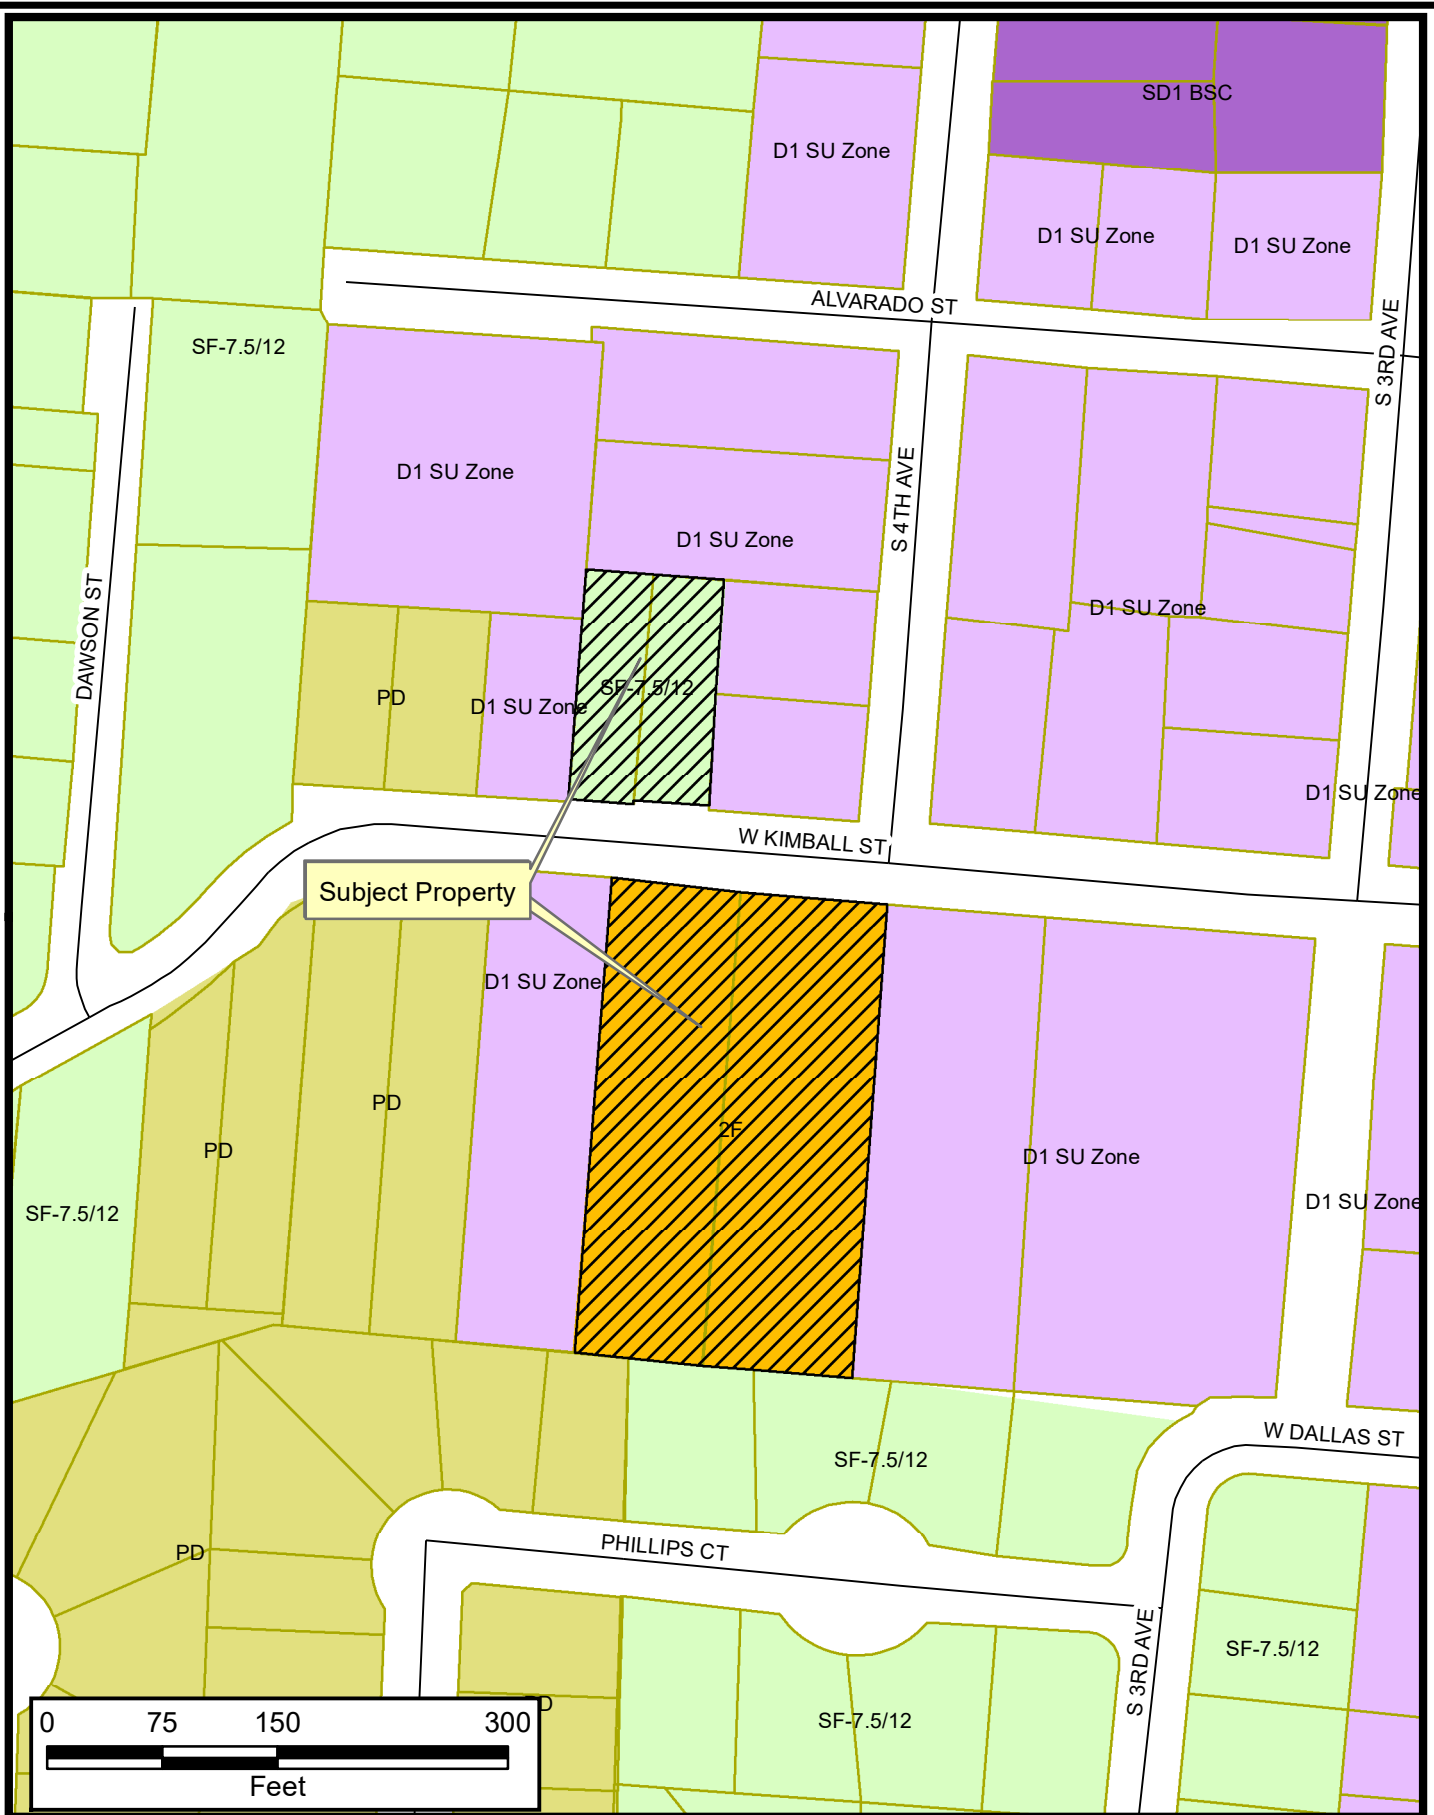 SD1 BSC
D1 SU Zone
D1 SU Zone
D1 SU Zone
ALVARADO ST
S 3RD AVE
SF-7.5/12
D1 SU Zone
S 4TH AVE
D1 SU Zone
DAWSON ST
D1 SU Zone
SF-7.5/12
PD
D1 SU Zone
D1 SU Zone
W KIMBALL ST
Subject Property
D1 SU Zone
PD
2F
PD
D1 SU Zone
D1 SU Zone
SF-7.5/12
W DALLAS ST
SF-7.5/12
PHILLIPS CT
PD
S 3RD AVE
SF-7.5/12
PD
SF-7.5/12
0 75 150 300
Feet